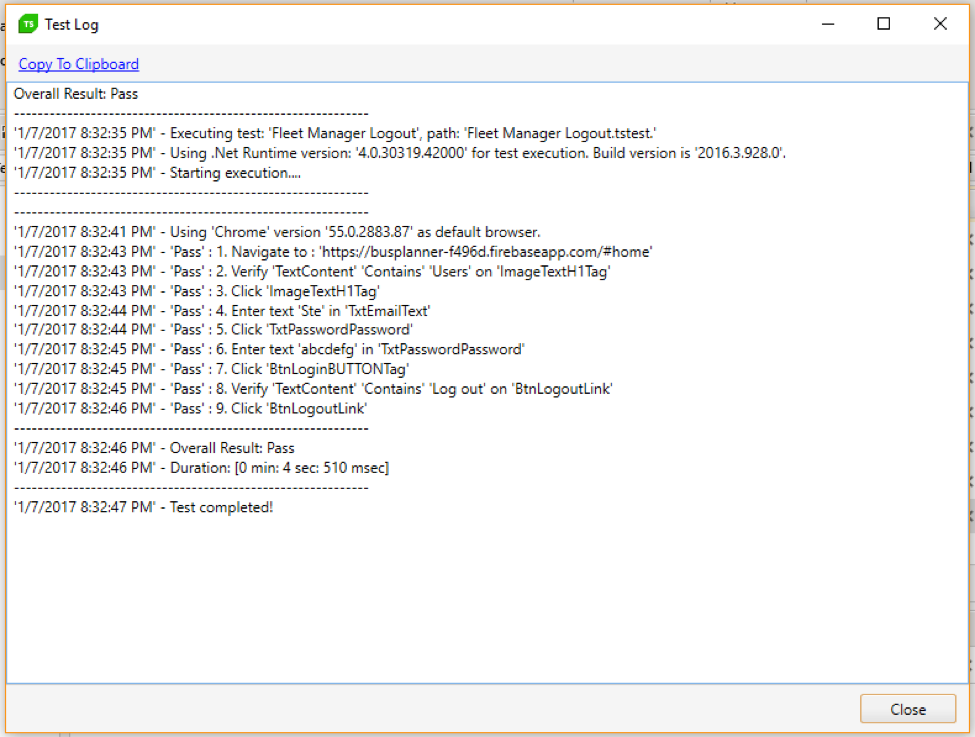 TS Test Log
Copy To Clipboard
Overall Result: Pass
------------------------------------------------------------
'1/7/2017 8:32:35 PM' - Executing test: 'Fleet Manager Logout', path: 'Fleet Manager Logout.tstest.'
'1/7/2017 8:32:35 PM' - Using .Net Runtime version: '4.0.30319.42000' for test execution. Build version is '2016.3.928.0'.
'1/7/2017 8:32:35 PM' - Starting execution....
------------------------------------------------------------
------------------------------------------------------------
'1/7/2017 8:32:41 PM' - Using 'Chrome' version '55.0.2883.87' as default browser.
'1/7/2017 8:32:43 PM' - 'Pass' : 1. Navigate to : 'https://busplanner-f496d.firebaseapp.com/#home'
'1/7/2017 8:32:43 PM' - 'Pass' : 2. Verify 'TextContent' 'Contains' 'Users' on 'ImageTextH1Tag'
'1/7/2017 8:32:43 PM' - 'Pass' : 3. Click 'ImageTextH1Tag'
'1/7/2017 8:32:44 PM' - 'Pass' : 4. Enter text 'Ste' in 'TxtEmailText'
'1/7/2017 8:32:44 PM' - 'Pass' : 5. Click 'TxtPasswordPassword'
'1/7/2017 8:32:45 PM' - 'Pass' : 6. Enter text 'abcdefg' in 'TxtPasswordPassword'
'1/7/2017 8:32:45 PM' - 'Pass' : 7. Click 'BtnLoginBUTTONTag'
'1/7/2017 8:32:46 PM' - 'Pass' : 8. Verify 'TextContent' 'Contains' 'Log out' on 'BtnLogoutLink'
'1/7/2017 8:32:46 PM' - 'Pass' : 9. Click 'BtnLogoutLink'
------------------------------------------------------------
'1/7/2017 8:32:46 PM' - Overall Result: Pass
'1/7/2017 8:32:46 PM' - Duration: [0 min: 4 sec: 510 msec]
------------------------------------------------------------
'1/7/2017 8:32:47 PM' - Test completed!
Close